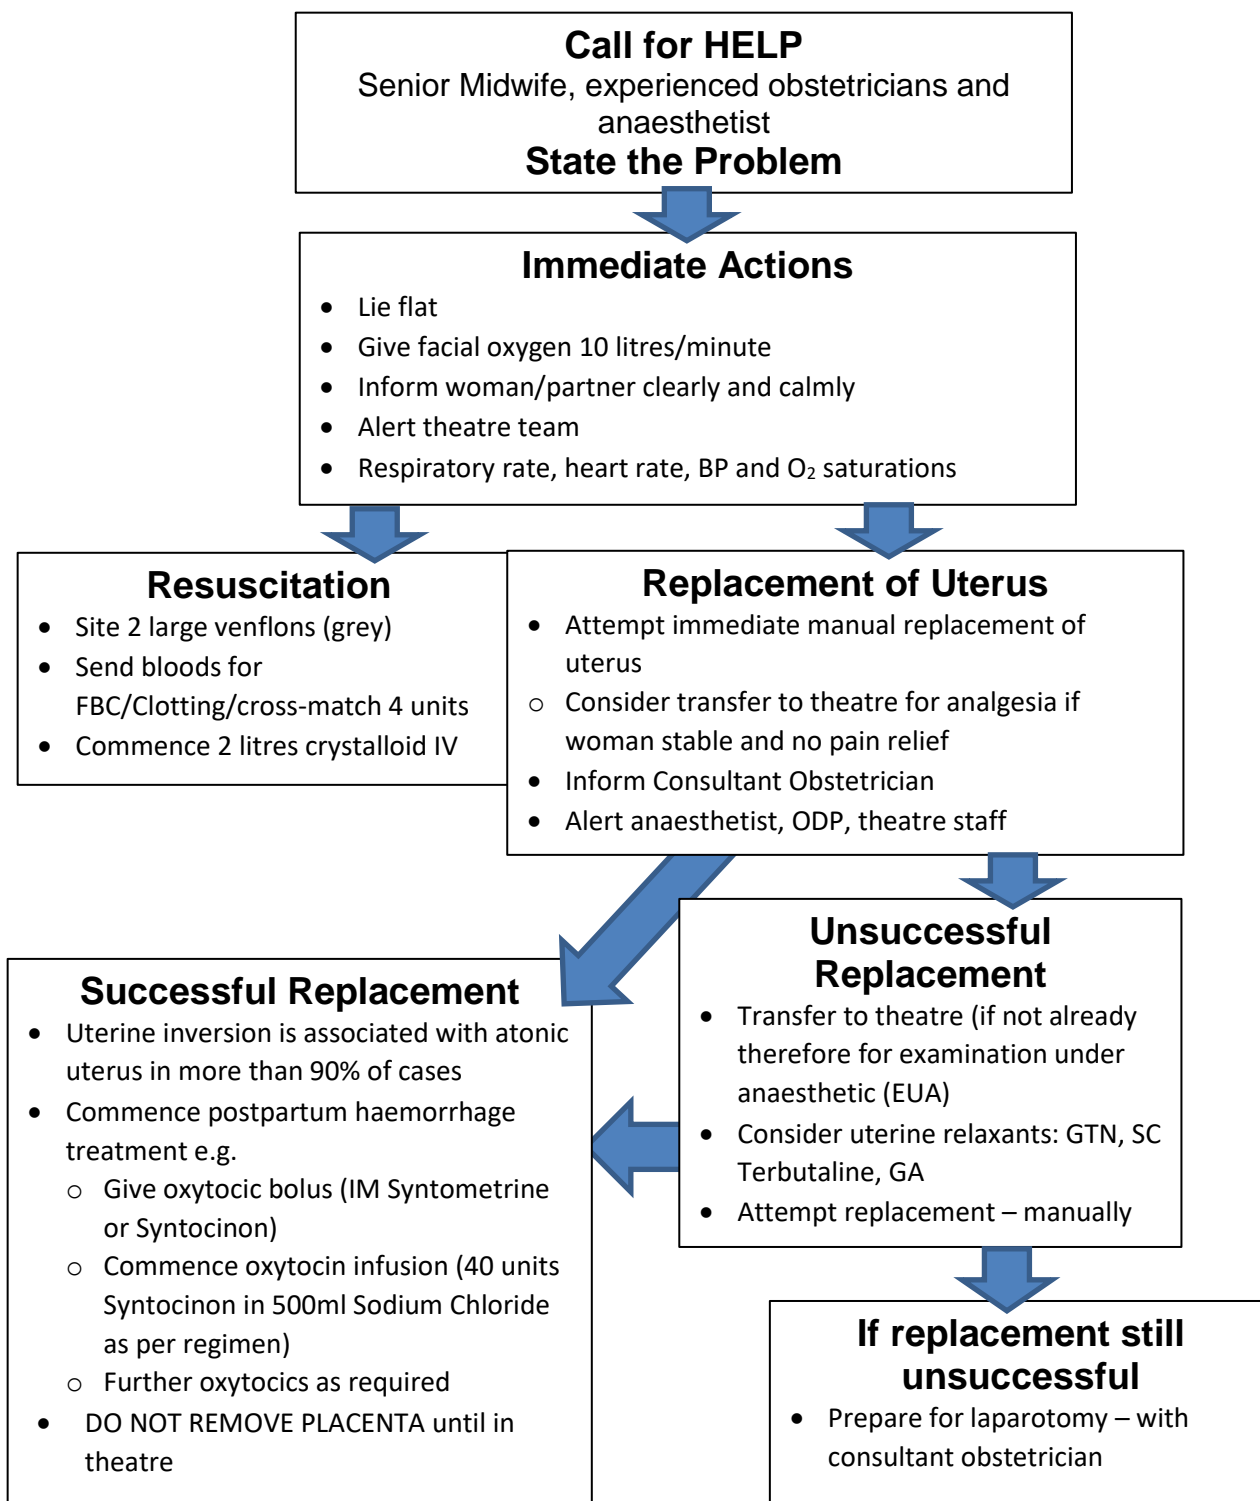 Call for HELP
Senior Midwife, experienced obstetricians and
anaesthetist
State the Problem
Immediate Actions
• Lie flat
• Give facial oxygen 10 litres/minute
• Inform woman/partner clearly and calmly
• Alert theatre team
• Respiratory rate, heart rate, BP and O₂ saturations
Resuscitation
• Site 2 large venflons (grey)
• Send bloods for
FBC/Clotting/cross-match 4 units
• Commence 2 litres crystalloid IV
Replacement of Uterus
• Attempt immediate manual replacement of
uterus
o Consider transfer to theatre for analgesia if
woman stable and no pain relief
• Inform Consultant Obstetrician
• Alert anaesthetist, ODP, theatre staff
Successful Replacement
• Uterine inversion is associated with atonic
uterus in more than 90% of cases
• Commence postpartum haemorrhage
treatment e.g.
o Give oxytocic bolus (IM Syntometrine
or Syntocinon)
o Commence oxytocin infusion (40 units
Syntocinon in 500ml Sodium Chloride
as per regimen)
o Further oxytocics as required
• DO NOT REMOVE PLACENTA until in
theatre
Unsuccessful
Replacement
• Transfer to theatre (if not already
therefore for examination under
anaesthetic (EUA)
• Consider uterine relaxants: GTN, SC
Terbutaline, GA
• Attempt replacement – manually
If replacement still
unsuccessful
• Prepare for laparotomy – with
consultant obstetrician